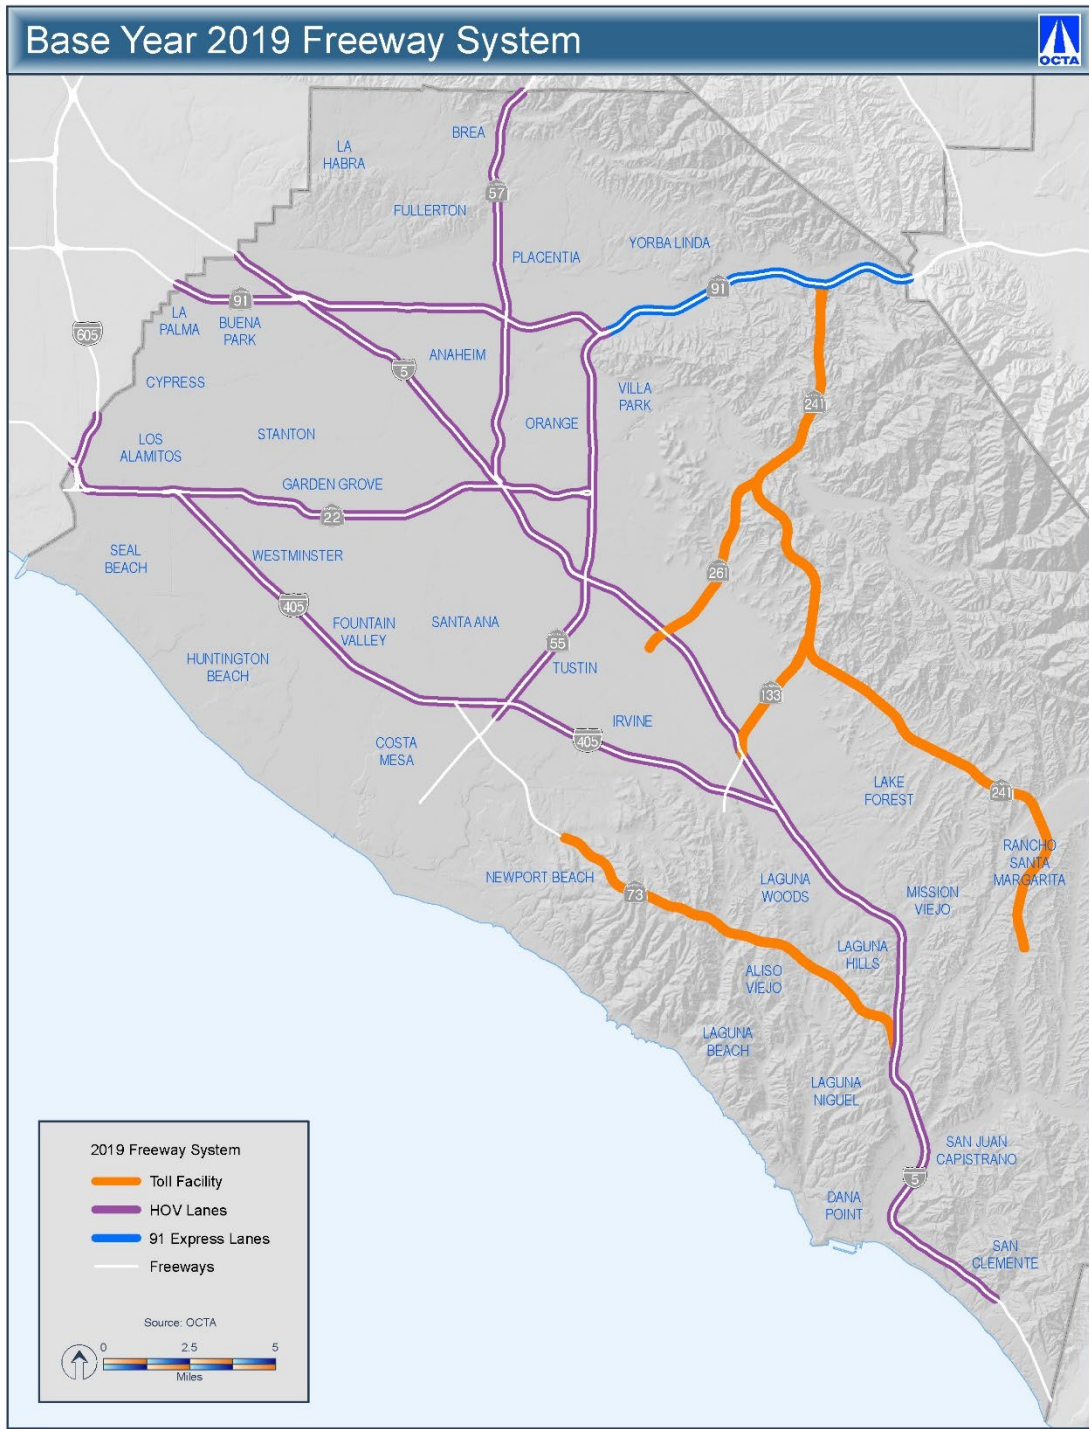 Base Year 2019 Freeway System
OCTA
BREA
LA
HABRA
57
FULLERTON
YORBA LINDA
PLACENTIA
91
91
LA
PALMA
BUENA
PARK
605
ANAHEIM
5
CYPRESS
VILLA
PARK
241
ORANGE
STANTON
LOS
ALAMITOS
GARDEN GROVE
22
SEAL
BEACH
WESTMINSTER
261
405
FOUNTAIN
VALLEY
SANTA ANA
55
HUNTINGTON
BEACH
TUSTIN
133
IRVINE
405
COSTA
MESA
LAKE
FOREST
241
RANCHO
SANTA
MARGARITA
NEWPORT BEACH
73
LAGUNA
WOODS
MISSION
VIEJO
LAGUNA
HILLS
ALISO
VIEJO
LAGUNA
BEACH
LAGUNA
NIGUEL
SAN JUAN
CAPISTRANO
5
DANA
POINT
SAN
CLEMENTE
2019 Freeway System
Toll Facility
HOV Lanes
91 Express Lanes
Freeways
Source: OCTA
0 2.5 5
Miles